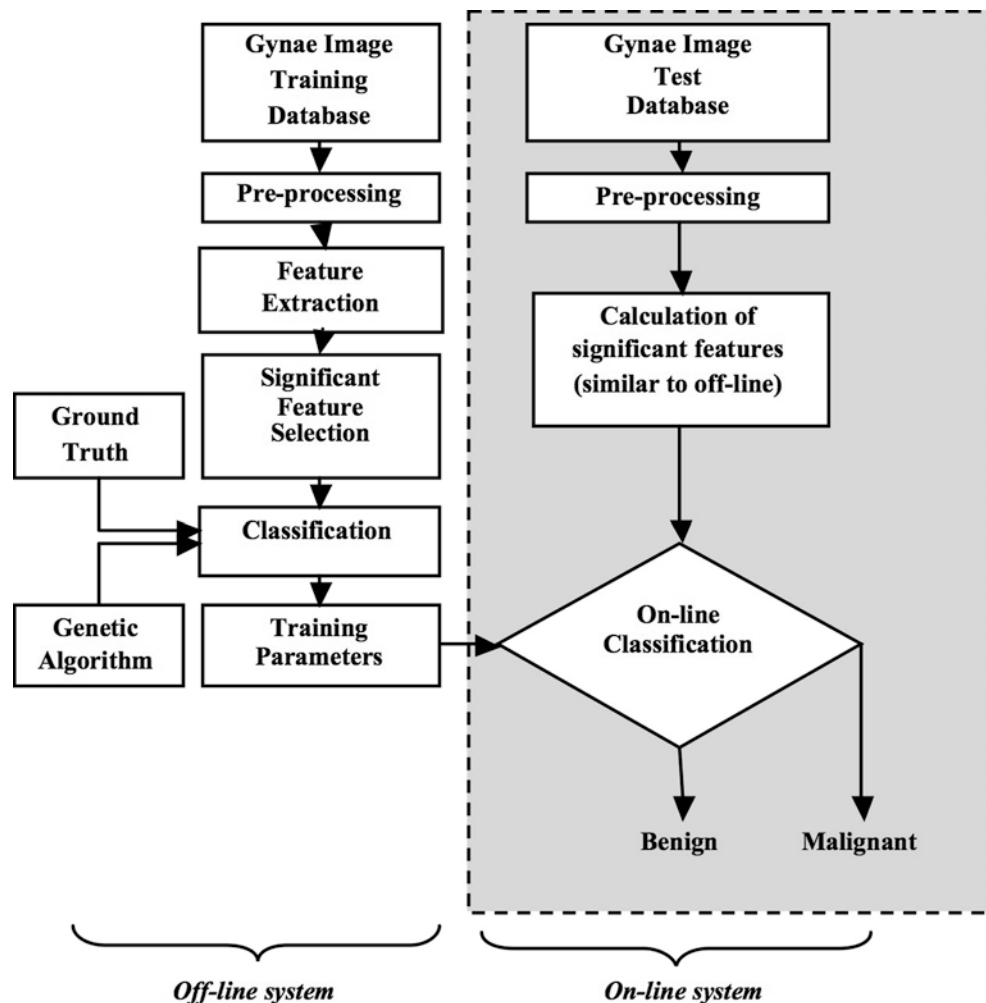 Gynae Image
Training
Database
Pre-processing
Feature
Extraction
Significant
Feature
Selection
Ground
Truth
Classification
Genetic
Algorithm
Training
Parameters
Gynae Image
Test
Database
Pre-processing
Calculation of
significant features
(similar to off-line)
On-line
Classification
Benign
Malignant
Off-line system
On-line system